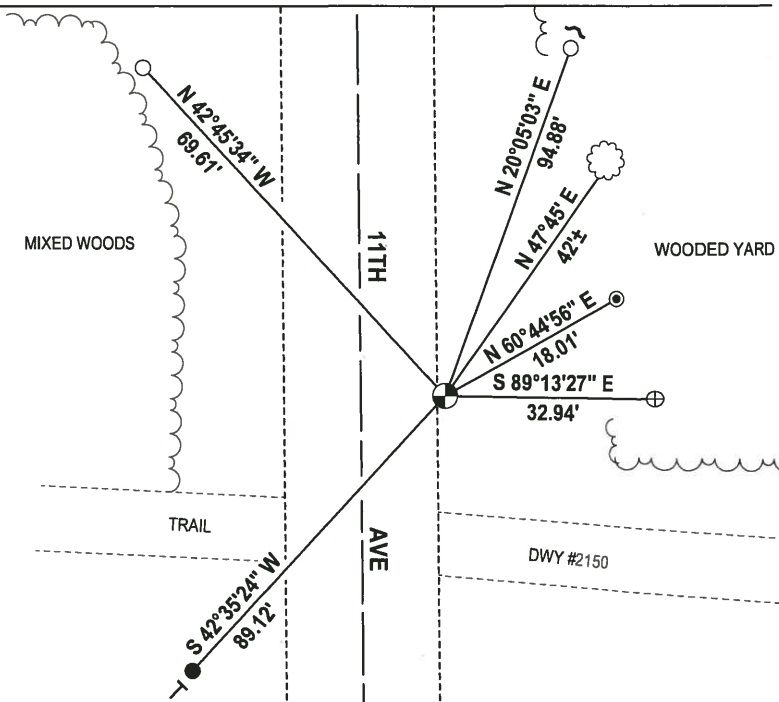 N 42°45'34" W
69.61'
N 20°05'03" E
94.88'
N 47°45' E
42'±
MIXED WOODS
11TH
WOODED YARD
N 60°44'56" E
18.01'
S 89°13'27" E
32.94'
TRAIL
AVE
DWY #2150
S 42°35'24" W
89.12'
T